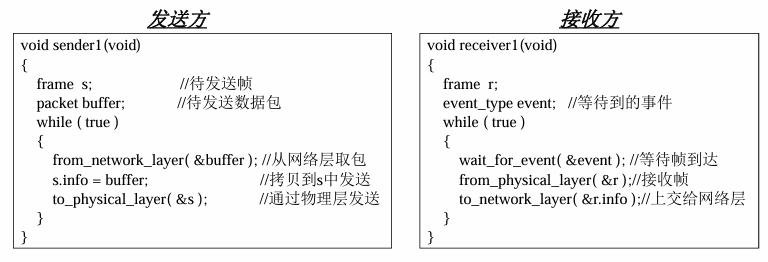 发送方
void sender1(void)
{
frame s; //待发送帧
packet buffer; //待发送数据包
while ( true )
{
from_network_layer( &buffer ); //从网络层取包
s.info = buffer; //拷贝到s中发送
to_physical_layer( &s ); //通过物理层发送
}
}
接收方
void receiver1(void)
{
frame r;
event_type event; //等待到的事件
while ( true )
{
wait_for_event( &event ); //等待帧到达
from_physical_layer( &r );//接收帧
to_network_layer( &r.info );//上交给网络层
}
}